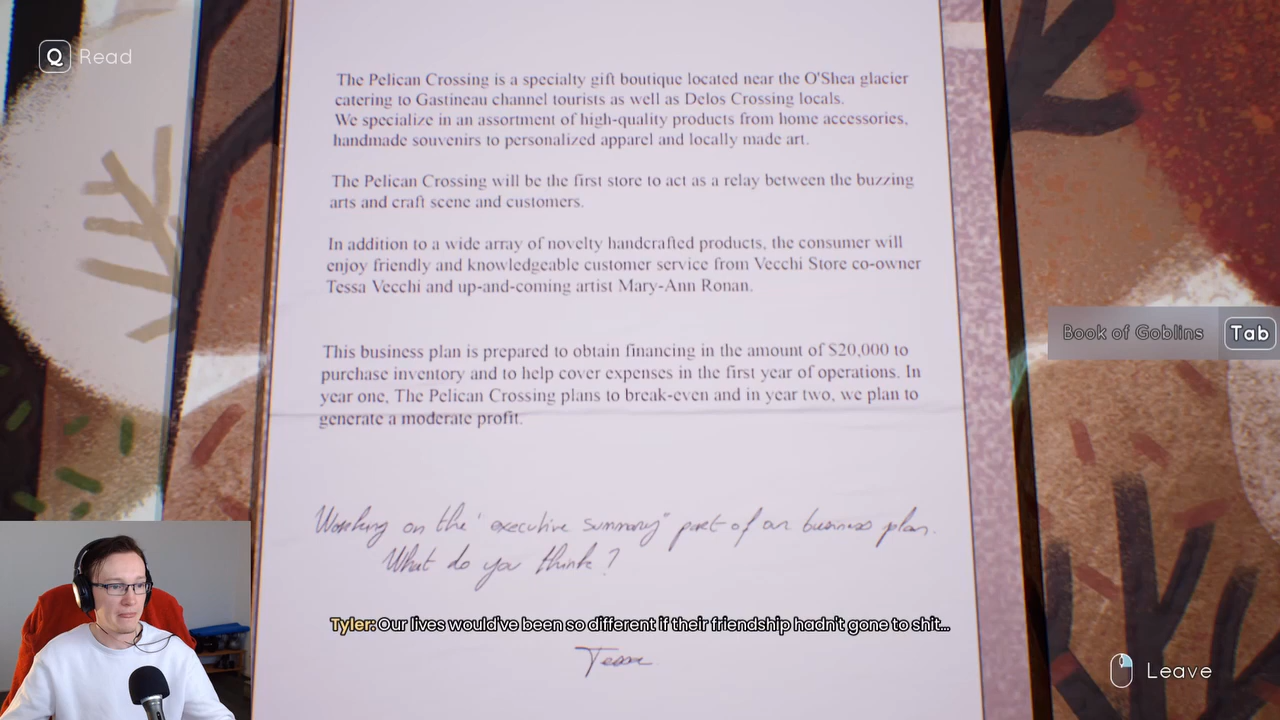 Q Read
The Pelican Crossing is a specialty gift boutique located near the O'Shea glacier
catering to Gastineau channel tourists as well as Delos Crossing locals.
We specialize in an assortment of high-quality products from home accessories,
handmade souvenirs to personalized apparel and locally made art.
The Pelican Crossing will be the first store to act as a relay between the buzzing
arts and craft scene and customers.
In addition to a wide array of novelty handcrafted products, the consumer will
enjoy friendly and knowledgeable customer service from Vecchi Store co-owner
Tessa Vecchi and up-and-coming artist Mary-Ann Ronan.
Book of Goblins Tab
This business plan is prepared to obtain financing in the amount of $20,000 to
purchase inventory and to help cover expenses in the first year of operations. In
year one, The Pelican Crossing plans to break-even and in year two, we plan to
generate a moderate profit.
Working on the "executive summary" part of our business plan.
What do you think?
Tyler: Our lives would've been so different if their friendship hadn't gone to shit...
Tessa
Leave